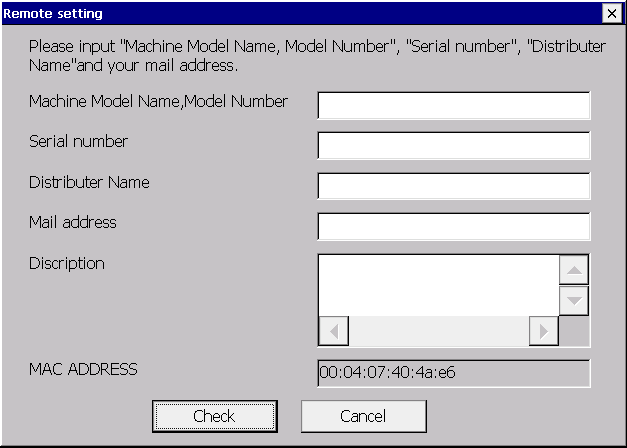 Remote setting
Please input "Machine Model Name, Model Number", "Serial number", "Distributer
Name"and your mail address.
Machine Model Name,Model Number
Serial number
Distributer Name
Mail address
Discription
MAC ADDRESS
00:04:07:40:4a:e6
Check
Cancel